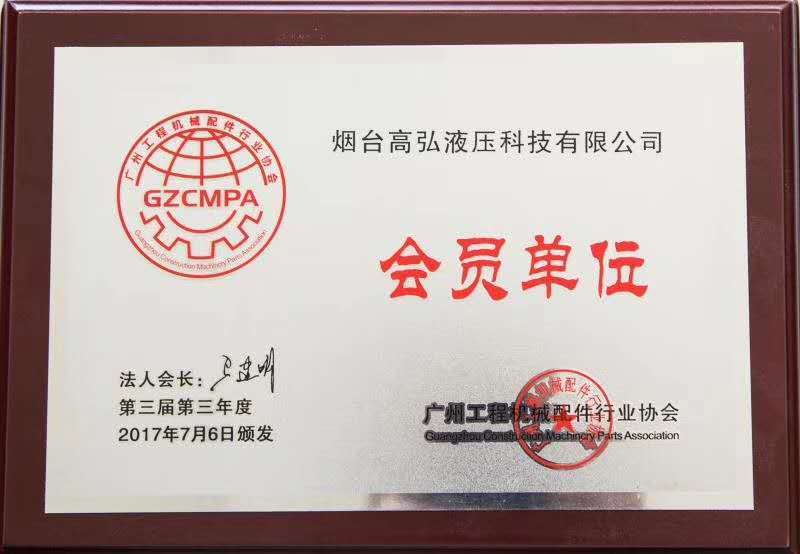 广州工程机械配件行业协会
GZCMPA
Guangzhou Construction Machinery Parts Association
烟台高弘液压科技有限公司
会员单位
法人会长:
第三届第三年度
2017年7月6日颁发
广州工程机械配件行业协会
Guangzhou Construction Machinery Parts Association